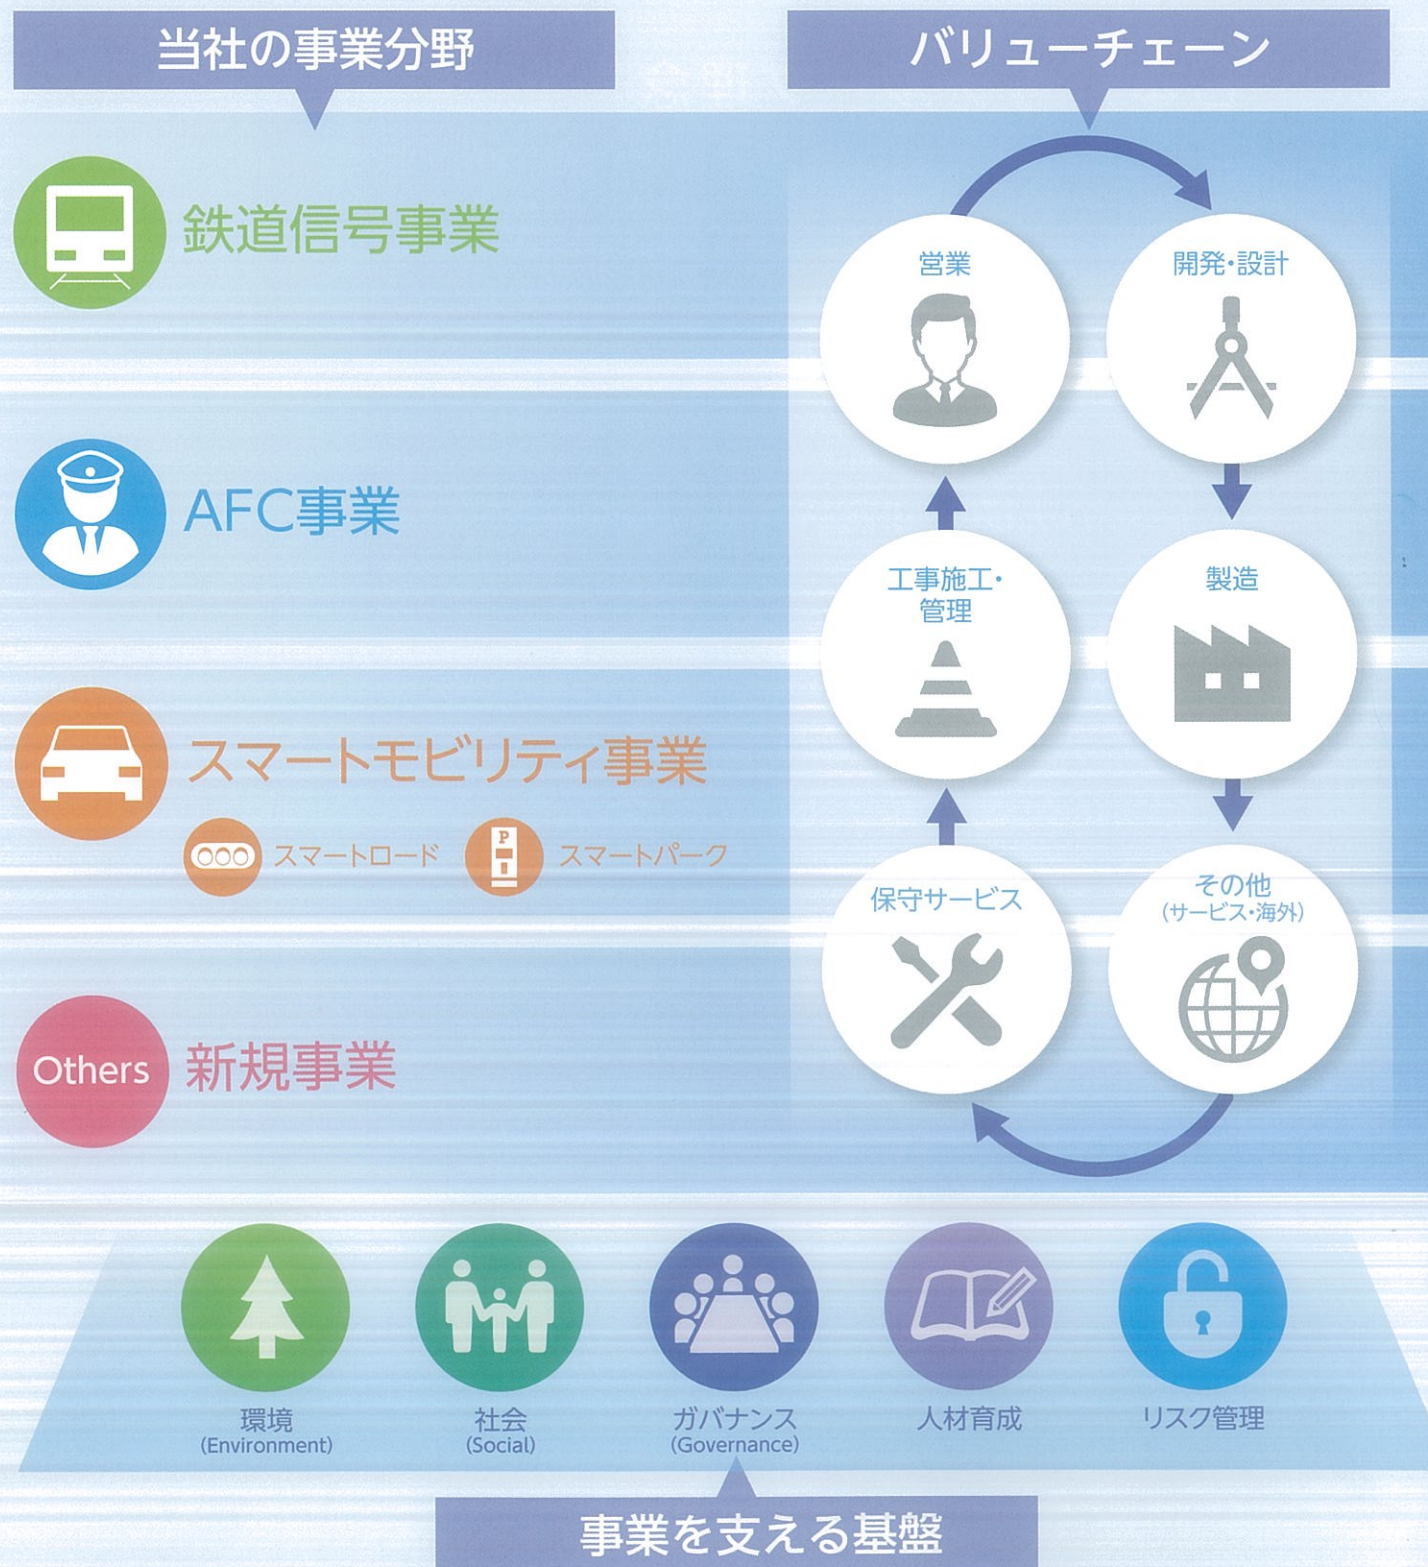 当社の事業分野
バリューチェーン
鉄道信号事業
AFC事業
スマートモビリティ事業
スマートロード
P
スマートパーク
Others
新規事業
営業
開発・設計
工事施工・
管理
製造
保守サービス
その他
(サービス・海外)
環境
(Environment)
社会
(Social)
ガバナンス
(Governance)
人材育成
リスク管理
事業を支える基盤